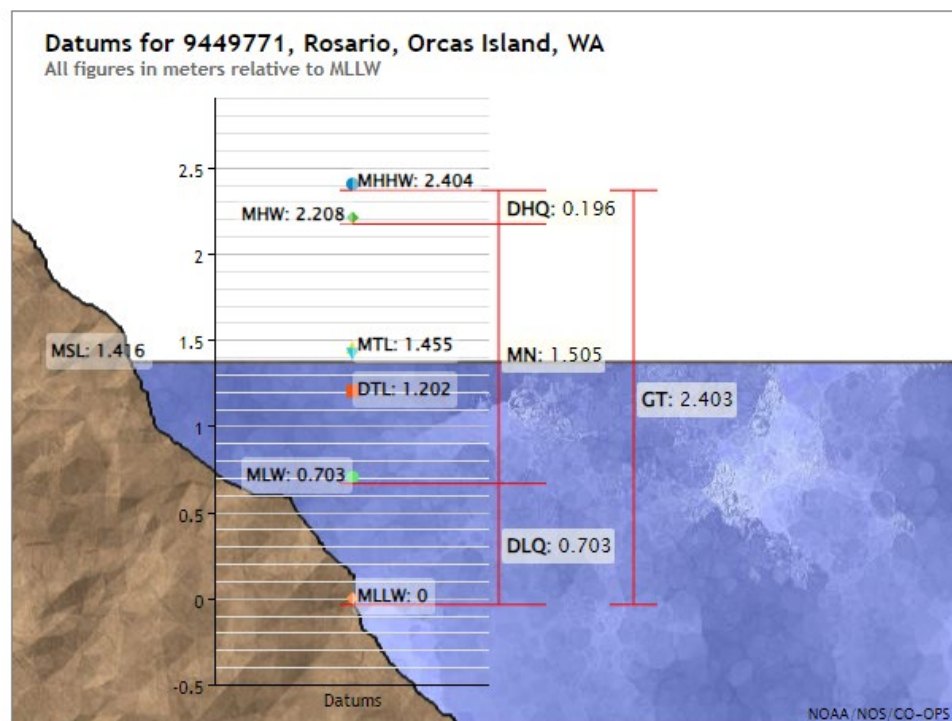 Datums for 9449771, Rosario, Orcas Island, WA
All figures in meters relative to MLLW
2.5
MHHW: 2.404
MHW: 2.208
DHQ: 0.196
2
1.5
MSL: 1.416
MTL: 1.455
MN: 1.505
DTL: 1.202
GT: 2.403
1
MLW: 0.703
0.5
DLQ: 0.703
0
MLLW: 0
-0.5
Datums
NOAA/NOS/CO-OPS